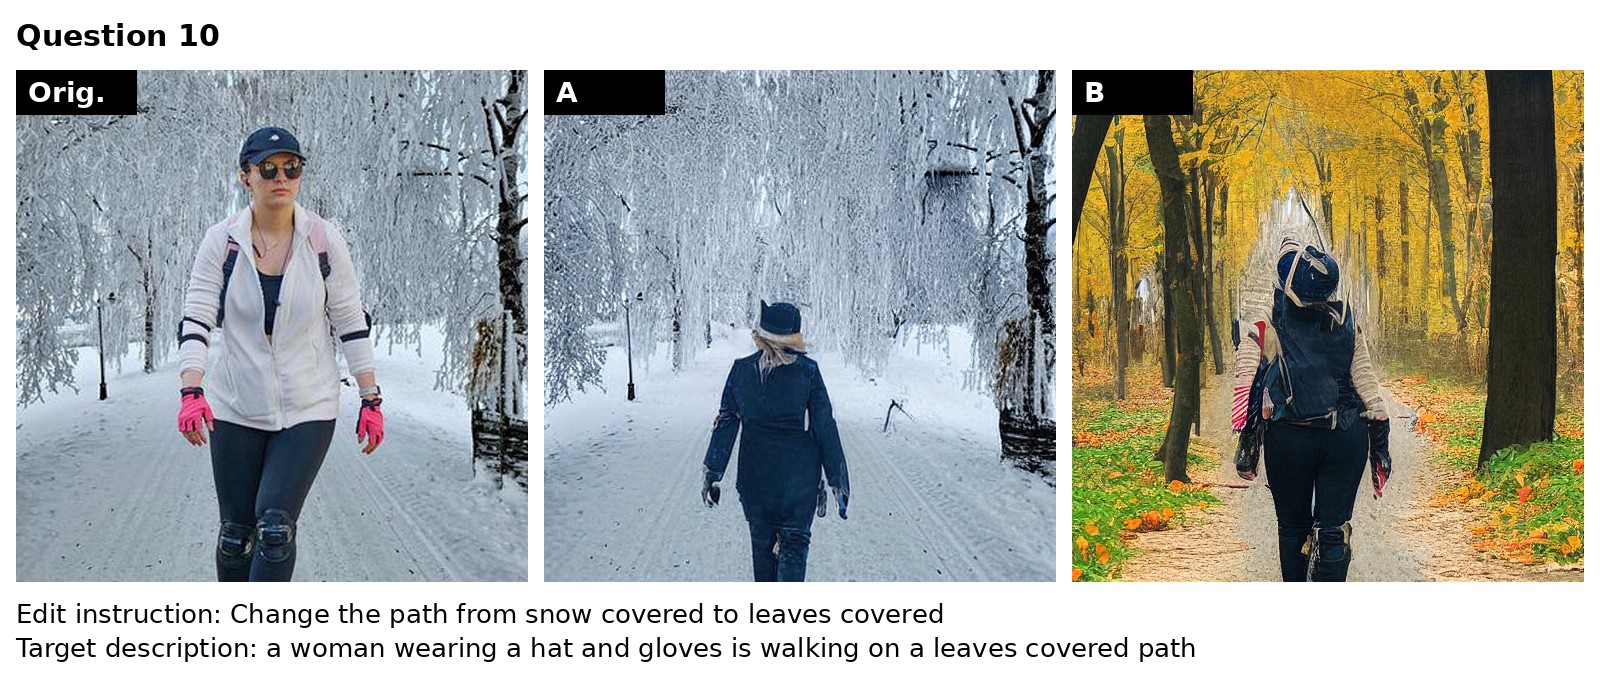 Question 10
Orig.
A
B
Edit instruction: Change the path from snow covered to leaves covered
Target description: a woman wearing a hat and gloves is walking on a leaves covered path